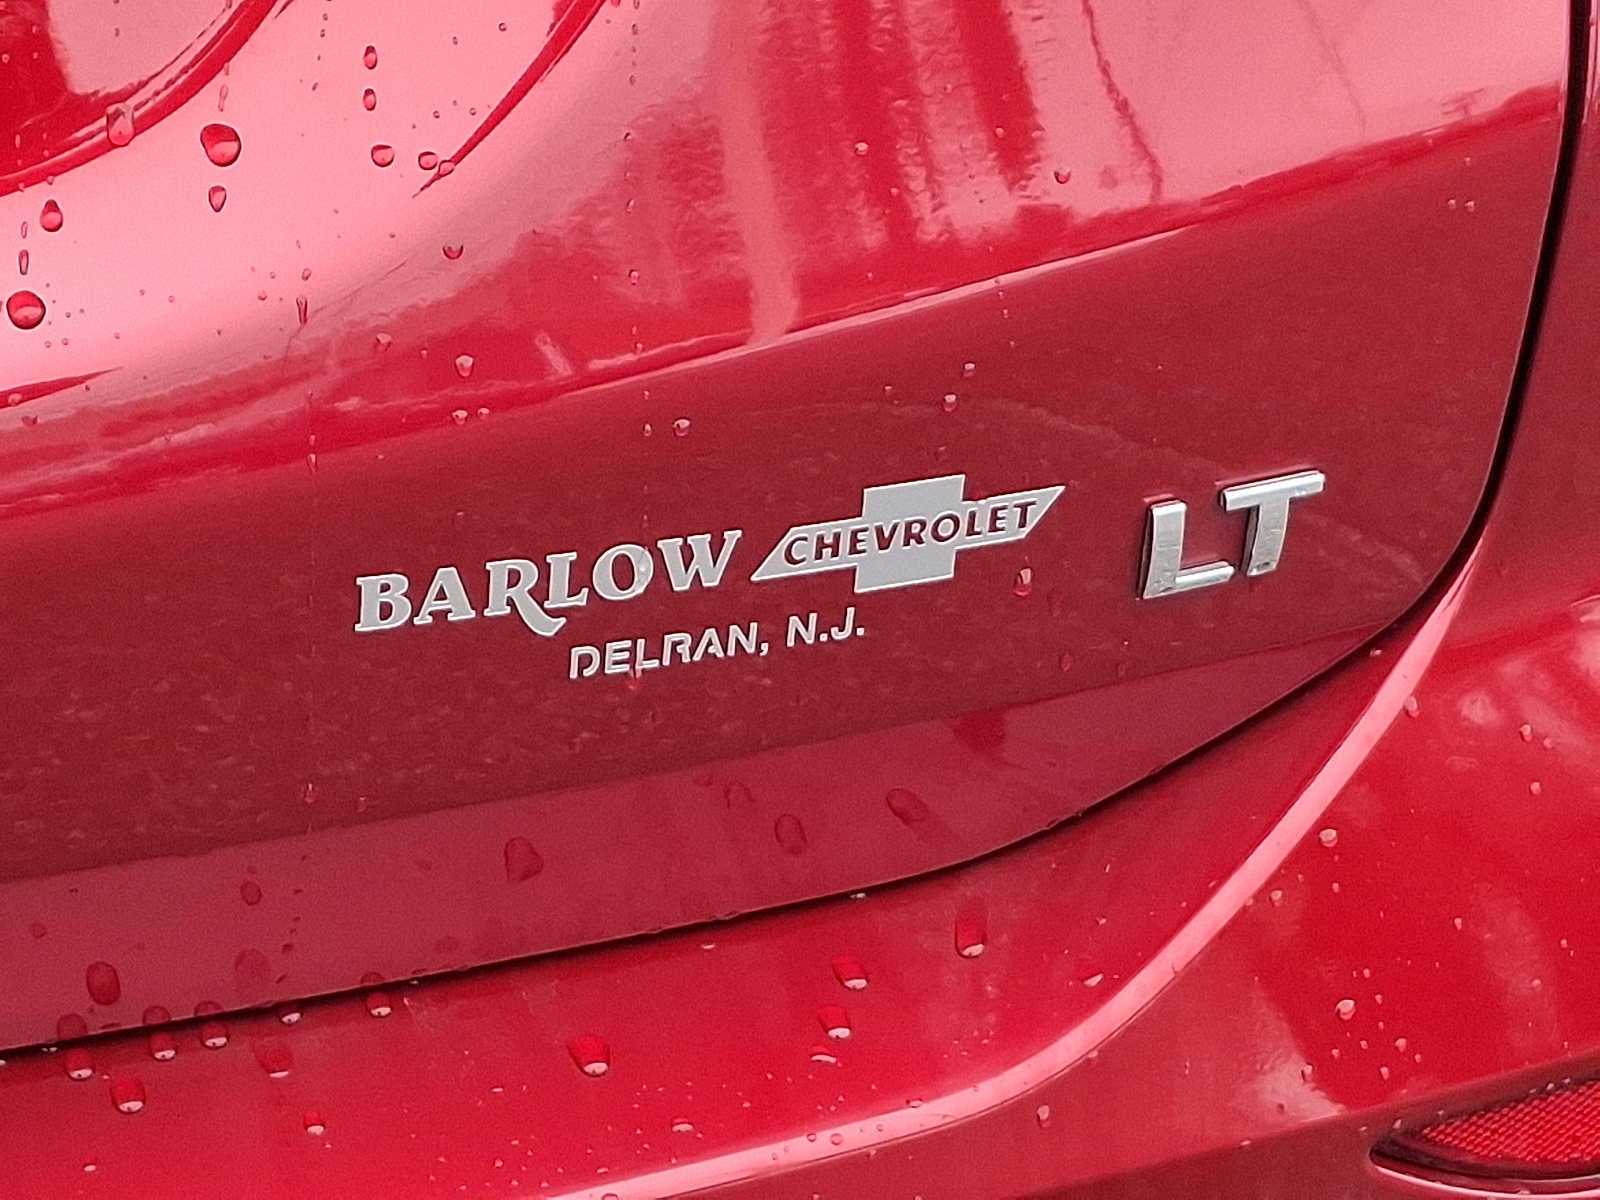 BARLOW CHEVROLET LT
DELRAN, N.J.